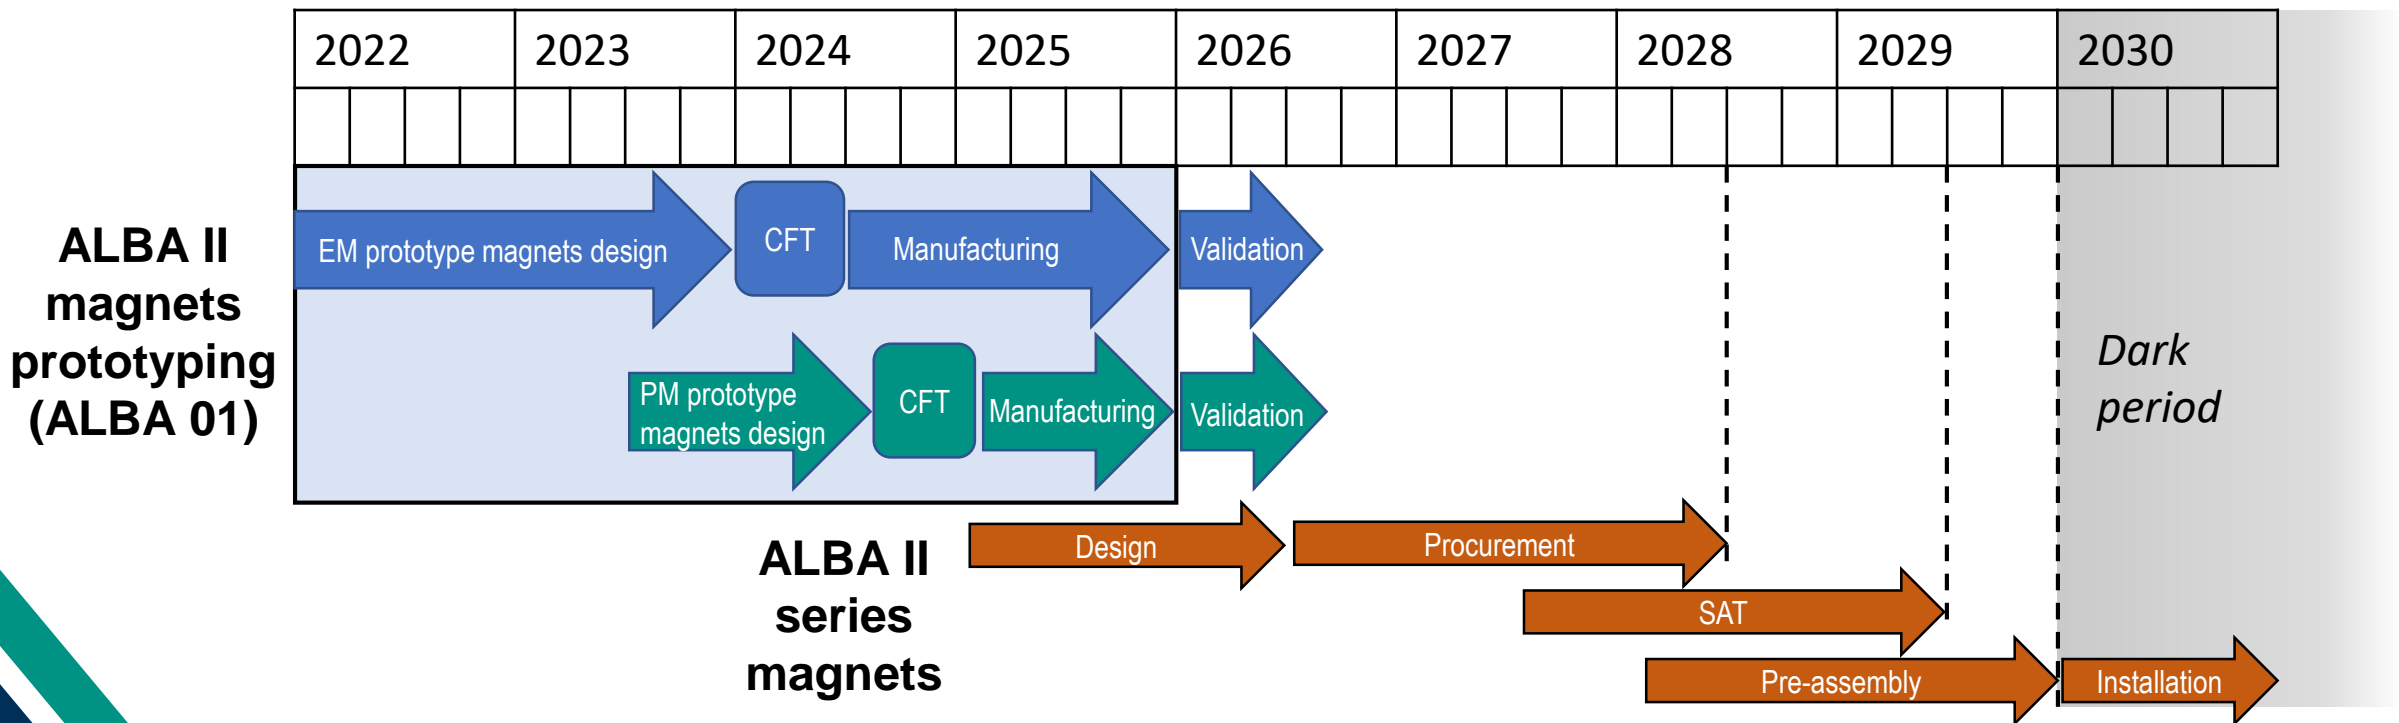 2022 2023 2024 2025 2026 2027 2028 2029 2030
ALBA II
magnets
prototyping
(ALBA 01)
EM prototype magnets design
CFT
Manufacturing
Validation
PM prototype
magnets design
CFT
Manufacturing
Validation
Dark
period
ALBA II
series
magnets
Design
Procurement
SAT
Pre-assembly
Installation